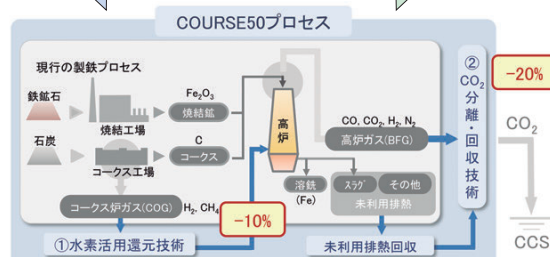 COURSE50プロセス
現行の製鉄プロセス
鉄鉱石
焼結工場
Fe2O3
焼結鉱
石炭
コークス工場
C
コークス
高炉
CO, CO2, H2, N2
高炉ガス(BFG)
溶銑
(Fe)
スラグ
その他
未利用排熱
コークス炉ガス(COG)
H2, CH4
-10%
①水素活用還元技術
未利用排熱回収
②CO2分離・回収技術
-20%
CO2
CCS